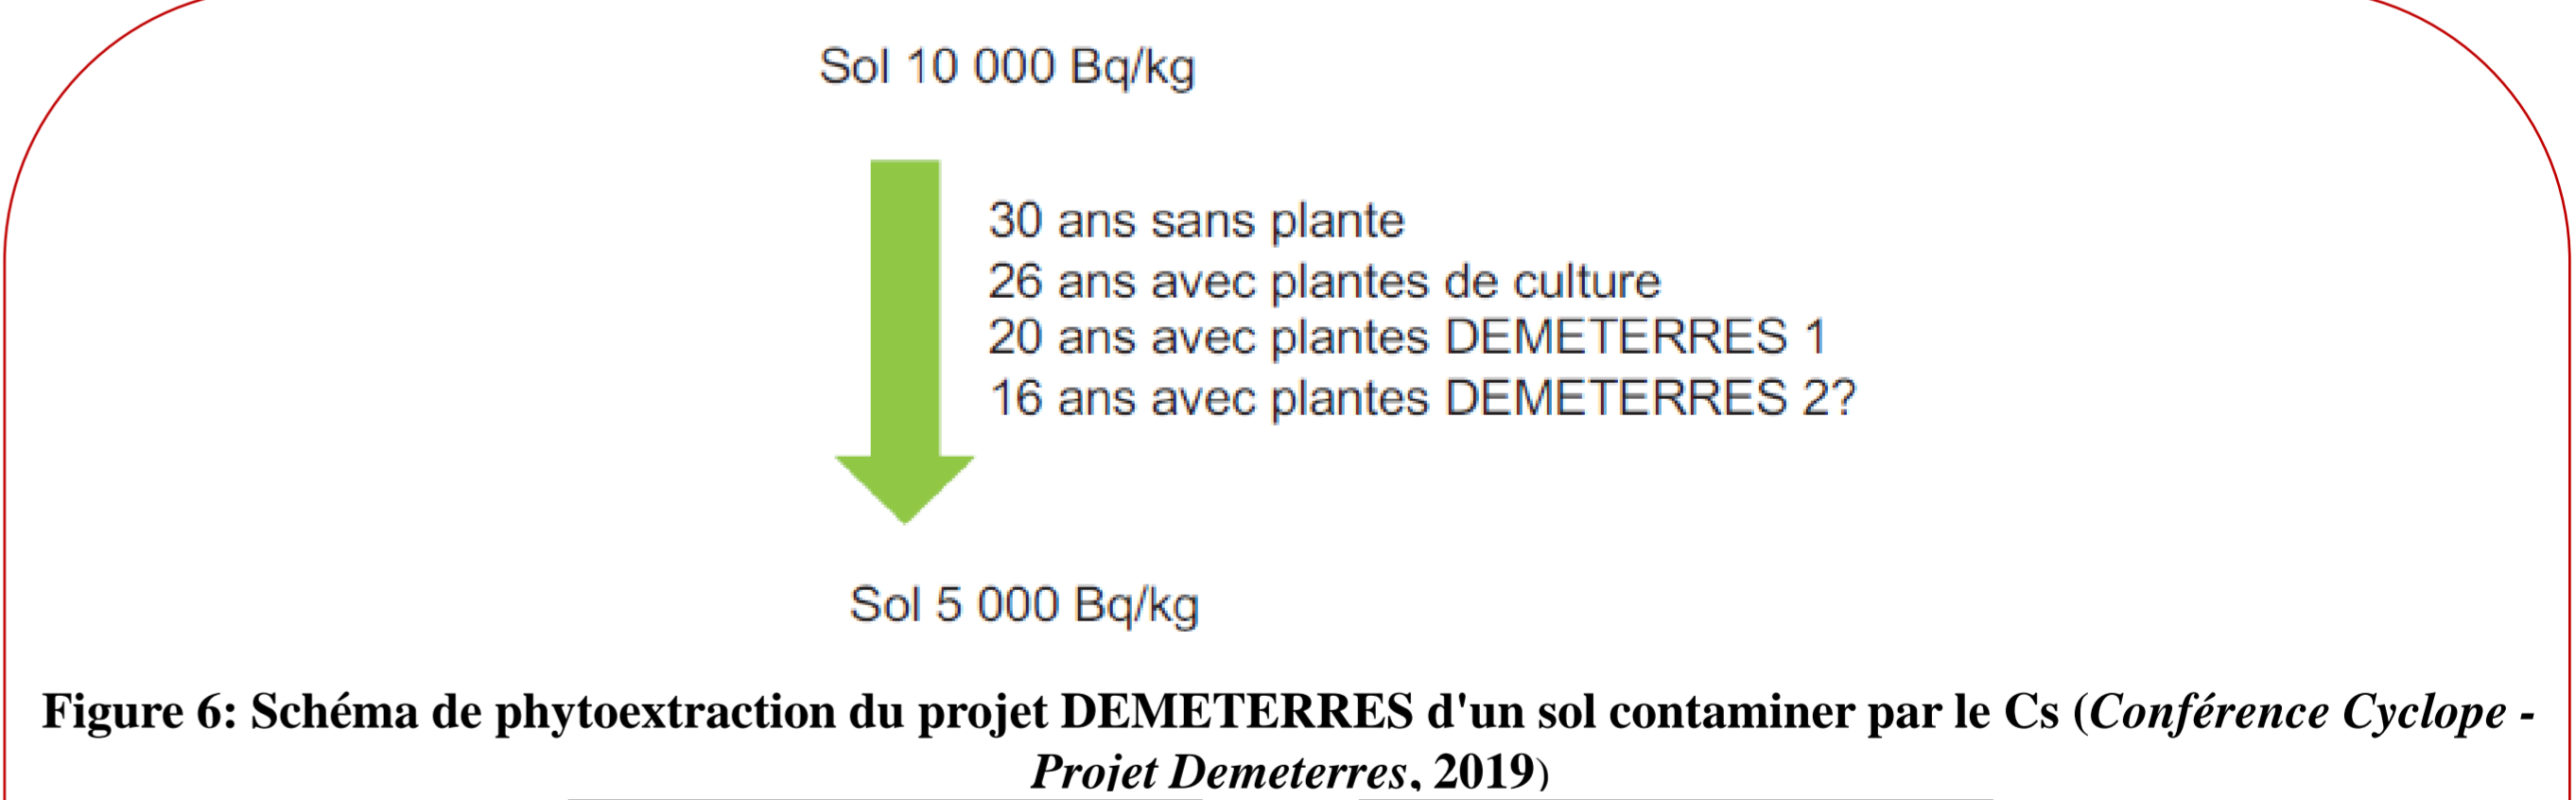 Sol 10 000 Bq/kg
30 ans sans plante
26 ans avec plantes de culture
20 ans avec plantes DEMETERRES 1
16 ans avec plantes DEMETERRES 2?
Sol 5 000 Bq/kg
Figure 6: Schéma de phytoextraction du projet DEMETERRES d'un sol contaminer par le Cs (Conférence Cyclope -
Projet Demeterres, 2019)